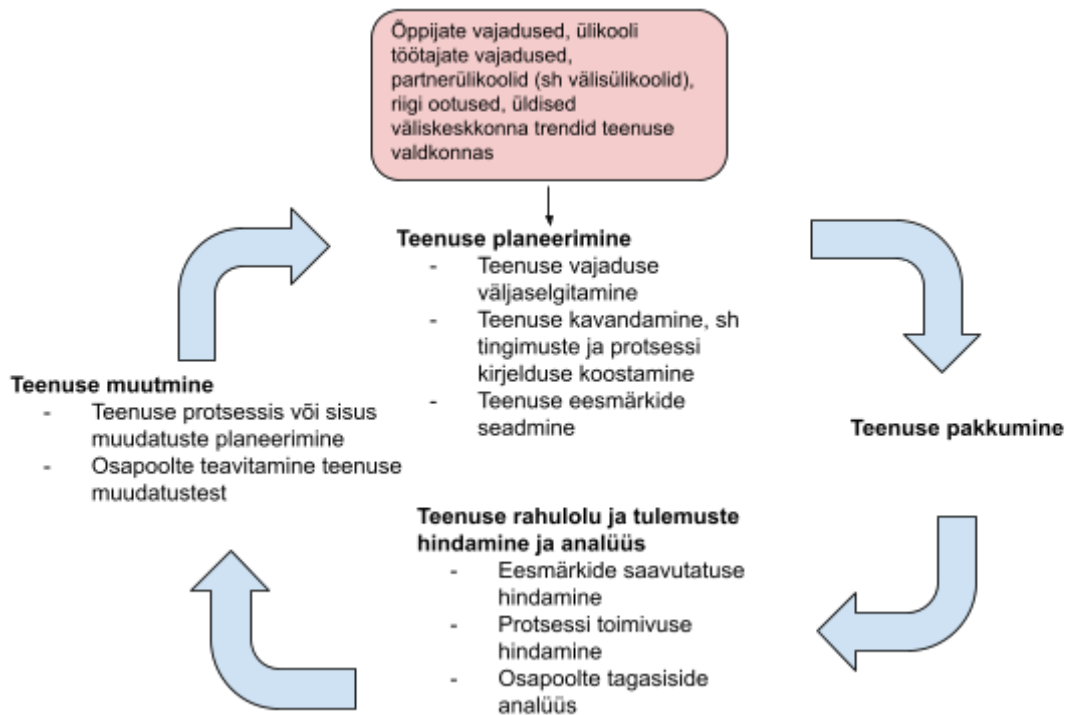 Õppijate vajadused, ülikooli
töötajate vajadused,
partnerülikoolid (sh välisülikoolid),
riigi ootused, üldised
väliskeskkonna trendid teenuse
valdkonnas
Teenuse planeerimine
- Teenuse vajaduse
väljaselgitamine
- Teenuse kavandamine, sh
tingimuste ja protsessi
kirjelduse koostamine
- Teenuse eesmärkide
seadmine
Teenuse pakkumine
Teenuse rahulolu ja tulemuste
hindamine ja analüüs
- Eesmärkide saavutatuse
hindamine
- Protsessi toimivuse
hindamine
- Osapoolte tagasiside
analüüs
Teenuse muutmine
- Teenuse protsessis või sisus
muudatuste planeerimine
- Osapoolte teavitamine teenuse
muudatustest